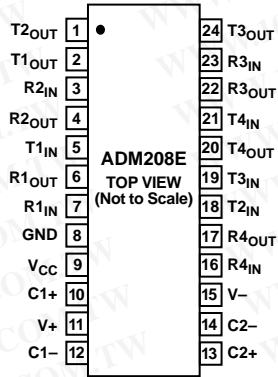 T2OUT 1
T1OUT 2
R2IN 3
R2OUT 4
T1IN 5
R1OUT 6
R1IN 7
GND 8
VCC 9
C1+ 10
V+ 11
C1– 12
ADM208E
TOP VIEW
(Not to Scale)
24 T3OUT
23 R3IN
22 R3OUT
21 T4IN
20 T4OUT
19 T3IN
18 T2IN
17 R4OUT
16 R4IN
15 V–
14 C2–
13 C2+